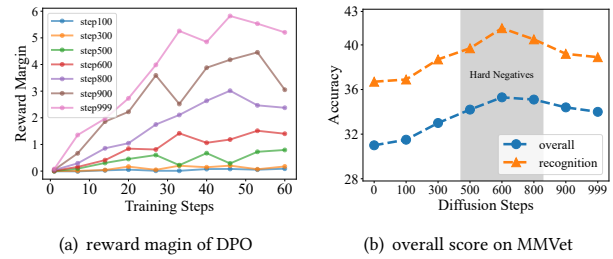 6
5
4
3
2
1
0
Reward Margin
step100
step300
step500
step600
step800
step900
step999
0 10 20 30 40 50 60
Training Steps
(a) reward magin of DPO
43
40
36
32
28
Accuracy
Hard Negatives
overall
recognition
0 100 300 500 600 800 900 999
Diffusion Steps
(b) overall score on MMVet